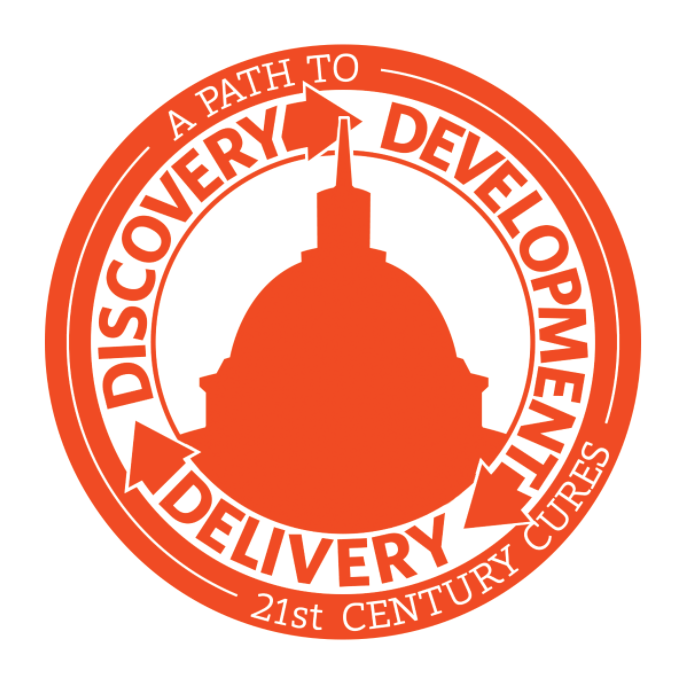 A PATH TO
21st CENTURY CURES
DISCOVERY
DEVELOPMENT
DELIVERY